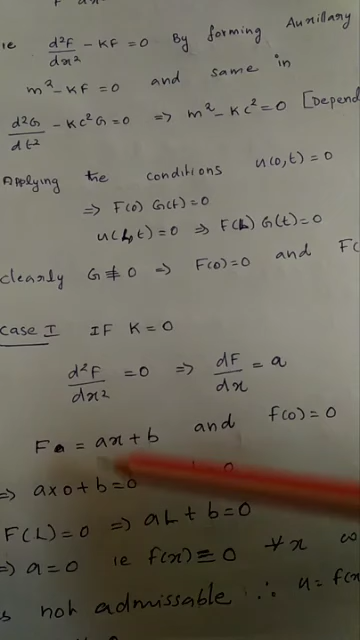 ie d²F/dx² - KF = 0 By forming Auxillary
m² - KF = 0 and same in
d²G/dt² - KC²G = 0 => m² - KC² = 0 [Depend
Applying the conditions u(0,t) = 0
=> F(0) G(t) = 0
u(L,t) = 0 => F(L) G(t) = 0
clearly G ≢ 0 => F(0) = 0 and F(
Case I IF K = 0
d²F/dx² = 0 => dF/dx = a
F = ax + b and f(0) = 0
=> ax0 + b = 0
F(L) = 0 => aL + b = 0
=> a = 0 ie f(x) ≡ 0 ∀ x
not admissable ∴ u = f(x